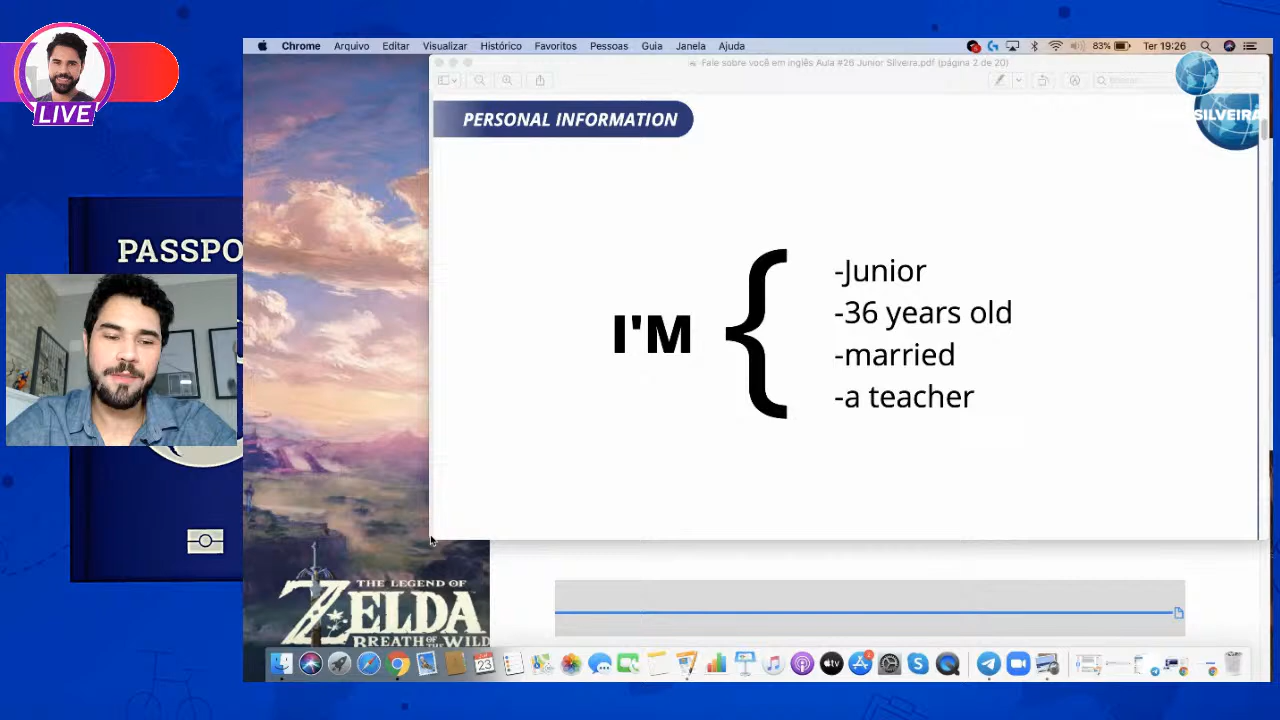 LIVE
Chrome Arquivo Editar Visualizar Histórico Favoritos Pessoas Guia Janela Ajuda 83% Ter 19:26
Fale sobre você em inglês Aula #26 Junior Silveira.pdf (página 2 de 20)
PERSONAL INFORMATION
SILVEIRA
PASSPO
I'M
-Junior
-36 years old
-married
-a teacher
THE LEGEND OF
ZELDA
BREATH OF THE WILD
23
tv